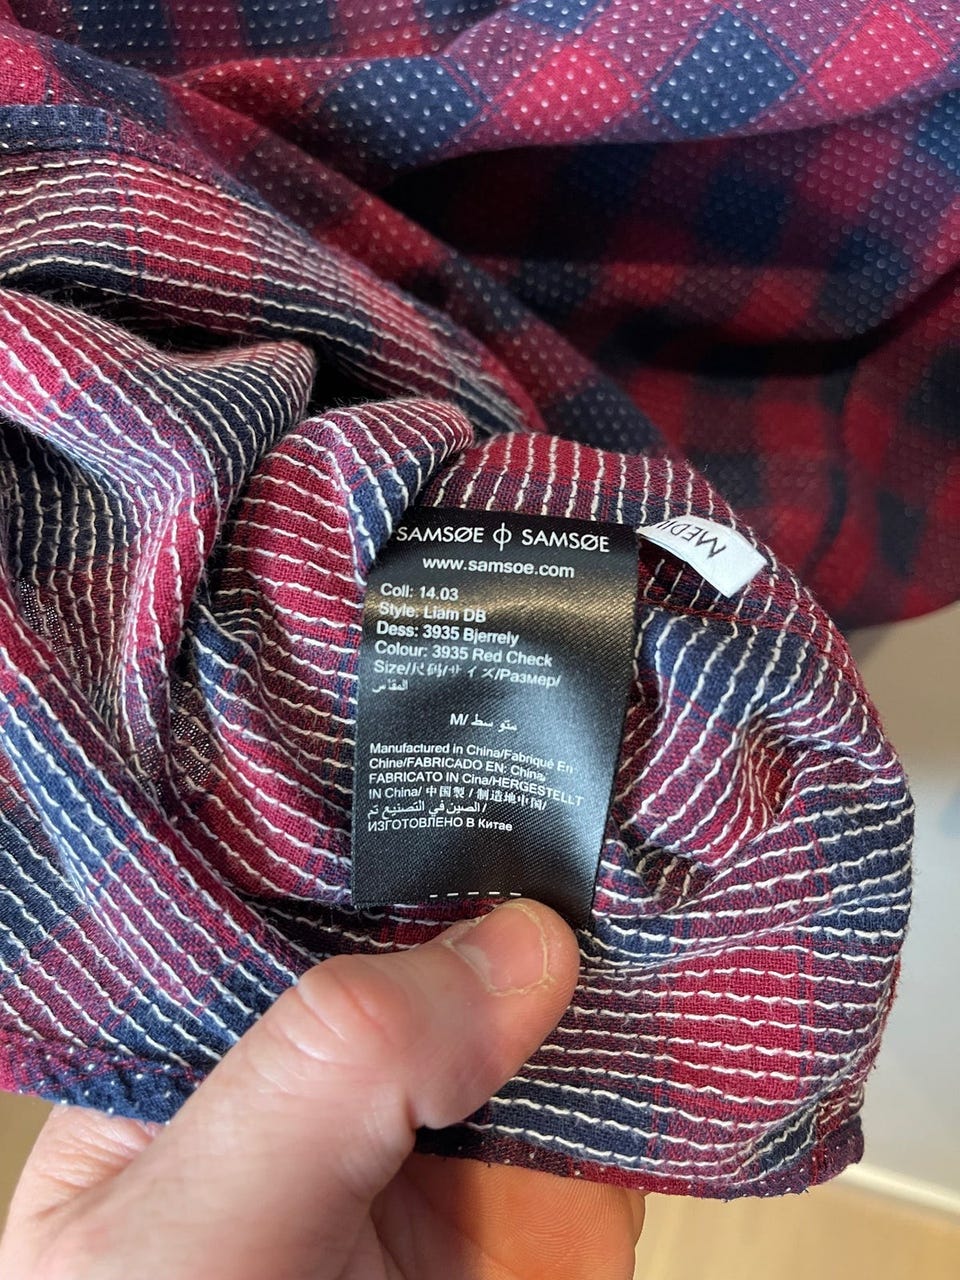 SAMSØE ϕ SAMSØE
www.samsoe.com
Coll: 14.03
Style: Liam DB
Dess: 3935 Bjerrely
Colour: 3935 Red Check
Size/尺码/サイズ/Размер/
المقاس
M/ متوسط
Manufactured in China/Fabriqué En
China/FABRICADO EN: China/
FABRICATO IN Cina/HERGESTELLT
IN China/ 中国製 / 制造地中国/
الصين في التصنيع تم/
ИЗГОТОВЛЕНО В Китае